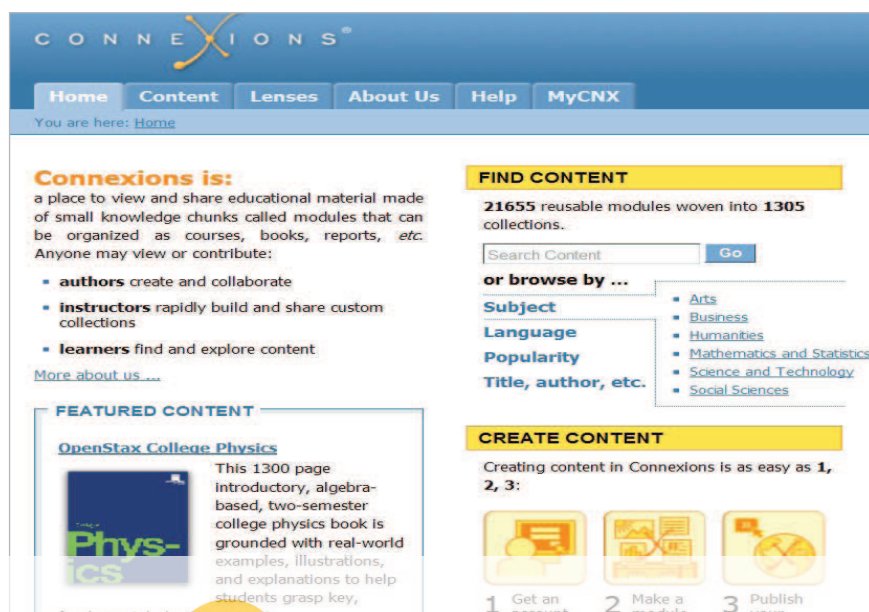 CONNEXIONS®
Home Content Lenses About Us Help MyCNX
You are here: Home
Connexions is:
a place to view and share educational material made
of small knowledge chunks called modules that can
be organized as courses, books, reports, etc.
Anyone may view or contribute:
authors create and collaborate
instructors rapidly build and share custom
collections
learners find and explore content
More about us ...
FEATURED CONTENT
OpenStax College Physics
This 1300 page
introductory, algebra-
based, two-semester
college physics book is
grounded with real-world
examples, illustrations,
and explanations to help
students grasp key,
Phys-
ics
FIND CONTENT
21655 reusable modules woven into 1305
collections.
Search Content Go
or browse by ...
Subject
Language
Popularity
Title, author, etc.
Arts
Business
Humanities
Mathematics and Statistics
Science and Technology
Social Sciences
CREATE CONTENT
Creating content in Connexions is as easy as 1,
2, 3:
1 Get an
2 Make a
3 Publish